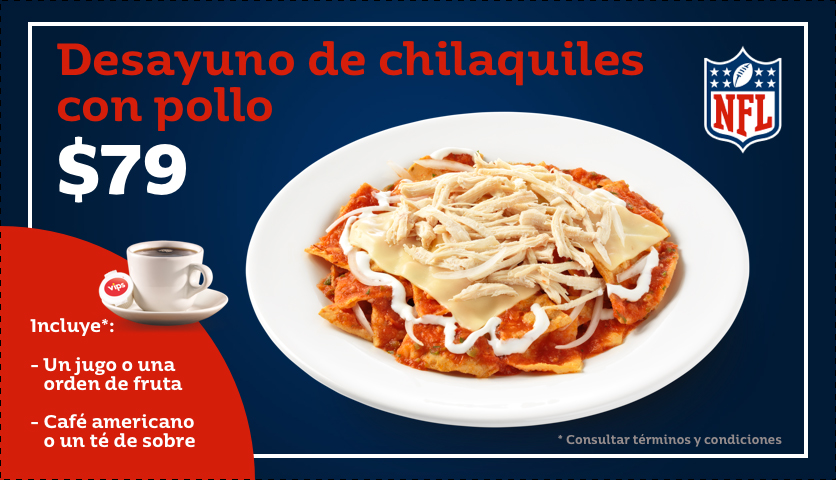 Desayuno de chilaquiles
con pollo
$79
NFL
vips
Incluye*:
- Un jugo o una
orden de fruta
- Café americano
o un té de sobre
* Consultar términos y condiciones